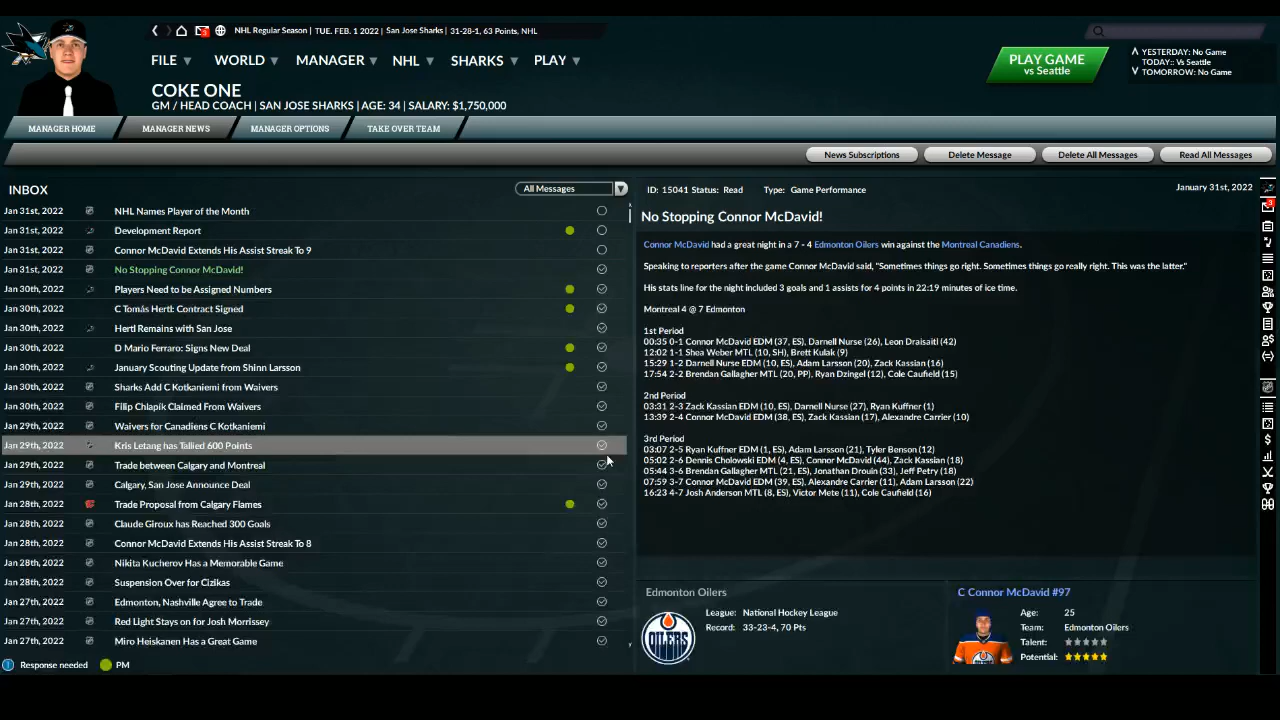 NHL Regular Season | TUE. FEB. 1 2022 | San Jose Sharks | 31-28-1, 63 Points, NHL
FILE WORLD MANAGER NHL SHARKS PLAY
PLAY GAME
vs Seattle
YESTERDAY: No Game
TODAY:: Vs Seattle
TOMORROW: No Game
COKE ONE
GM / HEAD COACH | SAN JOSE SHARKS | AGE: 34 | SALARY: $1,750,000
MANAGER HOME MANAGER NEWS MANAGER OPTIONS TAKE OVER TEAM
News Subscriptions Delete Message Delete All Messages Read All Messages
INBOX All Messages
Jan 31st, 2022 NHL Names Player of the Month
Jan 31st, 2022 Development Report
Jan 31st, 2022 Connor McDavid Extends His Assist Streak To 9
Jan 31st, 2022 No Stopping Connor McDavid!
Jan 30th, 2022 Players Need to be Assigned Numbers
Jan 30th, 2022 C Tomás Hertl: Contract Signed
Jan 30th, 2022 Hertl Remains with San Jose
Jan 30th, 2022 D Mario Ferraro: Signs New Deal
Jan 30th, 2022 January Scouting Update from Shinn Larsson
Jan 30th, 2022 Sharks Add C Kotkaniemi from Waivers
Jan 30th, 2022 Filip Chlapík Claimed From Waivers
Jan 29th, 2022 Waivers for Canadiens C Kotkaniemi
Jan 29th, 2022 Kris Letang has Tallied 600 Points
Jan 29th, 2022 Trade between Calgary and Montreal
Jan 29th, 2022 Calgary, San Jose Announce Deal
Jan 28th, 2022 Trade Proposal from Calgary Flames
Jan 28th, 2022 Claude Giroux has Reached 300 Goals
Jan 28th, 2022 Connor McDavid Extends His Assist Streak To 8
Jan 28th, 2022 Nikita Kucherov Has a Memorable Game
Jan 28th, 2022 Suspension Over for Cizikas
Jan 27th, 2022 Edmonton, Nashville Agree to Trade
Jan 27th, 2022 Red Light Stays on for Josh Morrissey
Jan 27th, 2022 Miro Heiskanen Has a Great Game
Response needed PM
ID: 15041 Status: Read Type: Game Performance January 31st, 2022
No Stopping Connor McDavid!
Connor McDavid had a great night in a 7 - 4 Edmonton Oilers win against the Montreal Canadiens.
Speaking to reporters after the game Connor McDavid said, "Sometimes things go right. Sometimes things go really right. This was the latter."
His stats line for the night included 3 goals and 1 assists for 4 points in 22:19 minutes of ice time.
Montreal 4 @ 7 Edmonton
1st Period
00:35 0-1 Connor McDavid EDM (37, ES), Darnell Nurse (26), Leon Draisaitl (42)
12:02 1-1 Shea Weber MTL (10, SH), Brett Kulak (9)
15:29 1-2 Darnell Nurse EDM (10, ES), Adam Larsson (20), Zack Kassian (16)
17:54 2-2 Brendan Gallagher MTL (20, PP), Ryan Dzingel (12), Cole Caufield (15)
2nd Period
03:31 2-3 Zack Kassian EDM (10, ES), Darnell Nurse (27), Ryan Kuffner (1)
13:39 2-4 Connor McDavid EDM (38, ES), Zack Kassian (17), Alexandre Carrier (10)
3rd Period
03:07 2-5 Ryan Kuffner EDM (1, ES), Adam Larsson (21), Tyler Benson (12)
05:02 2-6 Dennis Cholowski EDM (4, ES), Connor McDavid (44), Zack Kassian (18)
05:44 3-6 Brendan Gallagher MTL (21, ES), Jonathan Drouin (33), Jeff Petry (18)
07:59 3-7 Connor McDavid EDM (39, ES), Alexandre Carrier (11), Adam Larsson (22)
16:23 4-7 Josh Anderson MTL (8, ES), Victor Mete (11), Cole Caufield (16)
Edmonton Oilers
League: National Hockey League
Record: 33-23-4, 70 Pts
OILERS
C Connor McDavid #97
Age: 25
Team: Edmonton Oilers
Talent:
Potential: